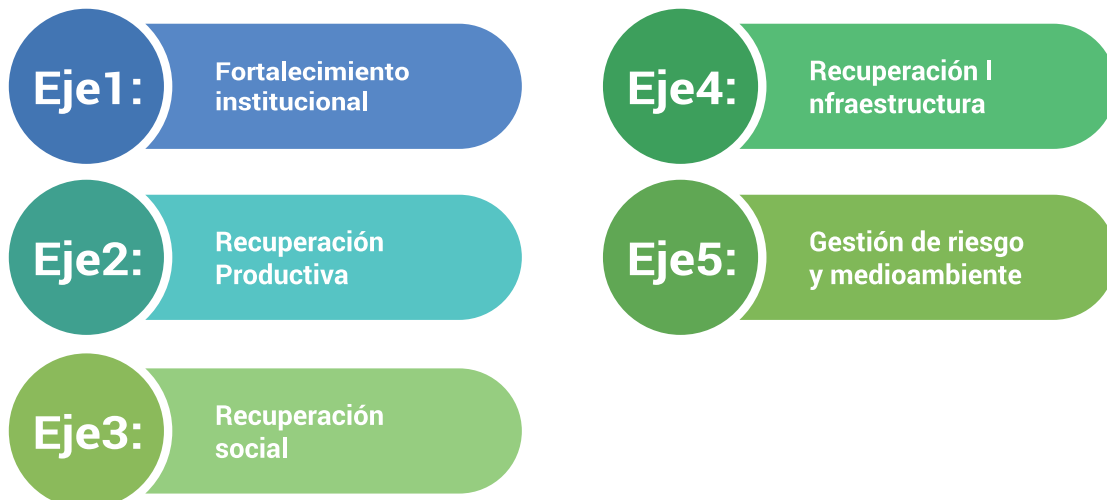 Eje1:
Fortalecimiento
institucional
Eje2:
Recuperación
Productiva
Eje3:
Recuperación
social
Eje4:
Recuperación I
nfraestructura
Eje5:
Gestión de riesgo
y medioambiente